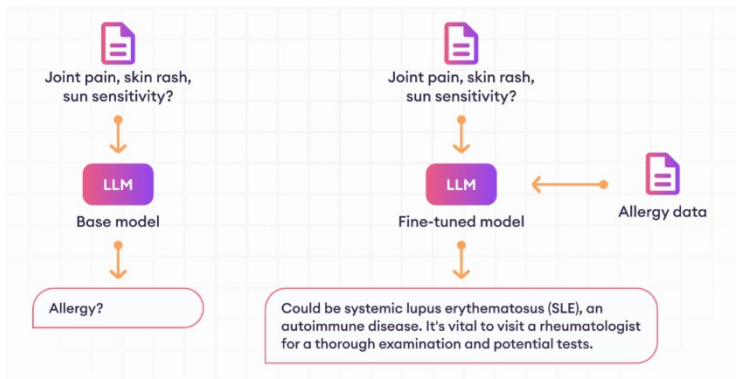 Joint pain, skin rash,
sun sensitivity?
LLM
Base model
Allergy?
Joint pain, skin rash,
sun sensitivity?
LLM
Fine-tuned model
Allergy data
Could be systemic lupus erythematosus (SLE), an
autoimmune disease. It's vital to visit a rheumatologist
for a thorough examination and potential tests.